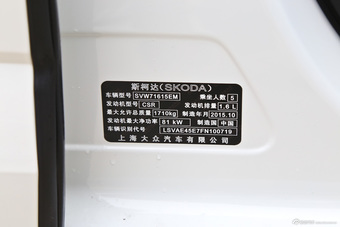 斯柯达(SKODA)
车辆型号 SVW71615EM 乘坐人数 5
发动机型号 CSR 发动机排量 1.6 L
最大允许总质量 1710kg 制造年月 2015.10
发动机最大净功率 81 kW 制造国 中国
车辆识别代号 LSVAE45E7FN100719
上海大众汽车有限公司